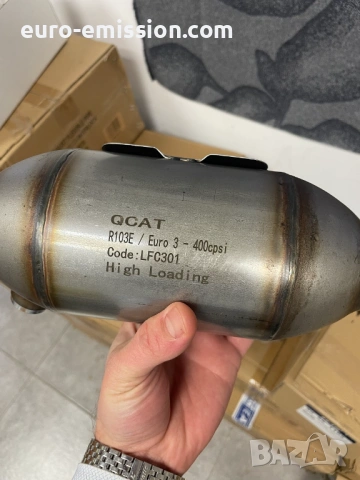 euro-emission.com
QCAT
R103E / Euro 3 - 400cpsi
Code:LFC301
High Loading
BAZAR